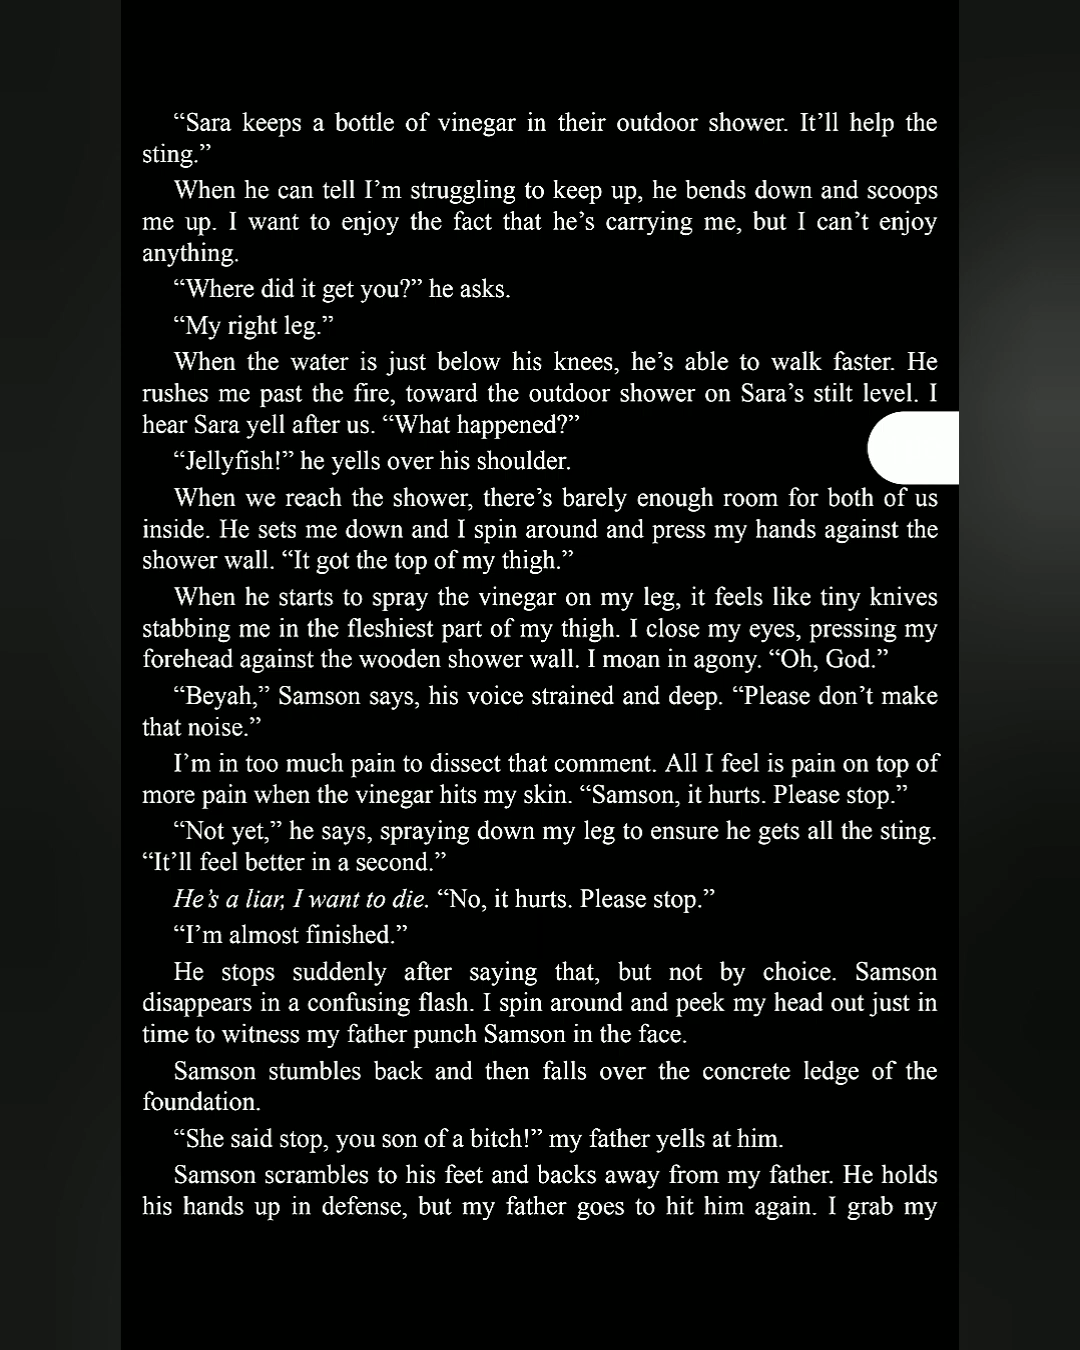 “Sara keeps a bottle of vinegar in their outdoor shower. It’ll help the
sting.”
When he can tell I’m struggling to keep up, he bends down and scoops
me up. I want to enjoy the fact that he’s carrying me, but I can’t enjoy
anything.
“Where did it get you?” he asks.
“My right leg.”
When the water is just below his knees, he’s able to walk faster. He
rushes me past the fire, toward the outdoor shower on Sara’s stilt level. I
hear Sara yell after us. “What happened?”
“Jellyfish!” he yells over his shoulder.
When we reach the shower, there’s barely enough room for both of us
inside. He sets me down and I spin around and press my hands against the
shower wall. “It got the top of my thigh.”
When he starts to spray the vinegar on my leg, it feels like tiny knives
stabbing me in the fleshiest part of my thigh. I close my eyes, pressing my
forehead against the wooden shower wall. I moan in agony. “Oh, God.”
“Beyah,” Samson says, his voice strained and deep. “Please don’t make
that noise.”
I’m in too much pain to dissect that comment. All I feel is pain on top of
more pain when the vinegar hits my skin. “Samson, it hurts. Please stop.”
“Not yet,” he says, spraying down my leg to ensure he gets all the sting.
“It’ll feel better in a second.”
He’s a liar, I want to die. “No, it hurts. Please stop.”
“I’m almost finished.”
He stops suddenly after saying that, but not by choice. Samson
disappears in a confusing flash. I spin around and peek my head out just in
time to witness my father punch Samson in the face.
Samson stumbles back and then falls over the concrete ledge of the
foundation.
“She said stop, you son of a bitch!” my father yells at him.
Samson scrambles to his feet and backs away from my father. He holds
his hands up in defense, but my father goes to hit him again. I grab my